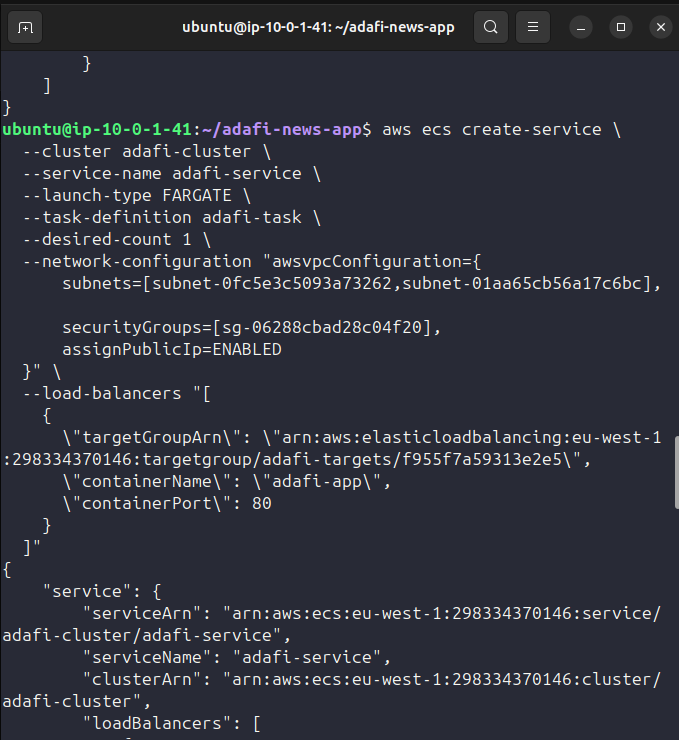 ubuntu@ip-10-0-1-41: ~/adafi-news-app
        }
    ]
}
ubuntu@ip-10-0-1-41:~/adafi-news-app$ aws ecs create-service \
  --cluster adafi-cluster \
  --service-name adafi-service \
  --launch-type FARGATE \
  --task-definition adafi-task \
  --desired-count 1 \
  --network-configuration "awsvpcConfiguration={
      subnets=[subnet-0fc5e3c5093a73262,subnet-01aa65cb56a17c6bc],
      securityGroups=[sg-06288cbad28c04f20],
      assignPublicIp=ENABLED
  }" \
  --load-balancers "[
    {
      \"targetGroupArn\": \"arn:aws:elasticloadbalancing:eu-west-1
:298334370146:targetgroup/adafi-targets/f955f7a59313e2e5\",
      \"containerName\": \"adafi-app\",
      \"containerPort\": 80
    }
  ]"
{
    "service": {
        "serviceArn": "arn:aws:ecs:eu-west-1:298334370146:service/
adafi-cluster/adafi-service",
        "serviceName": "adafi-service",
        "clusterArn": "arn:aws:ecs:eu-west-1:298334370146:cluster/
adafi-cluster",
        "loadBalancers": [